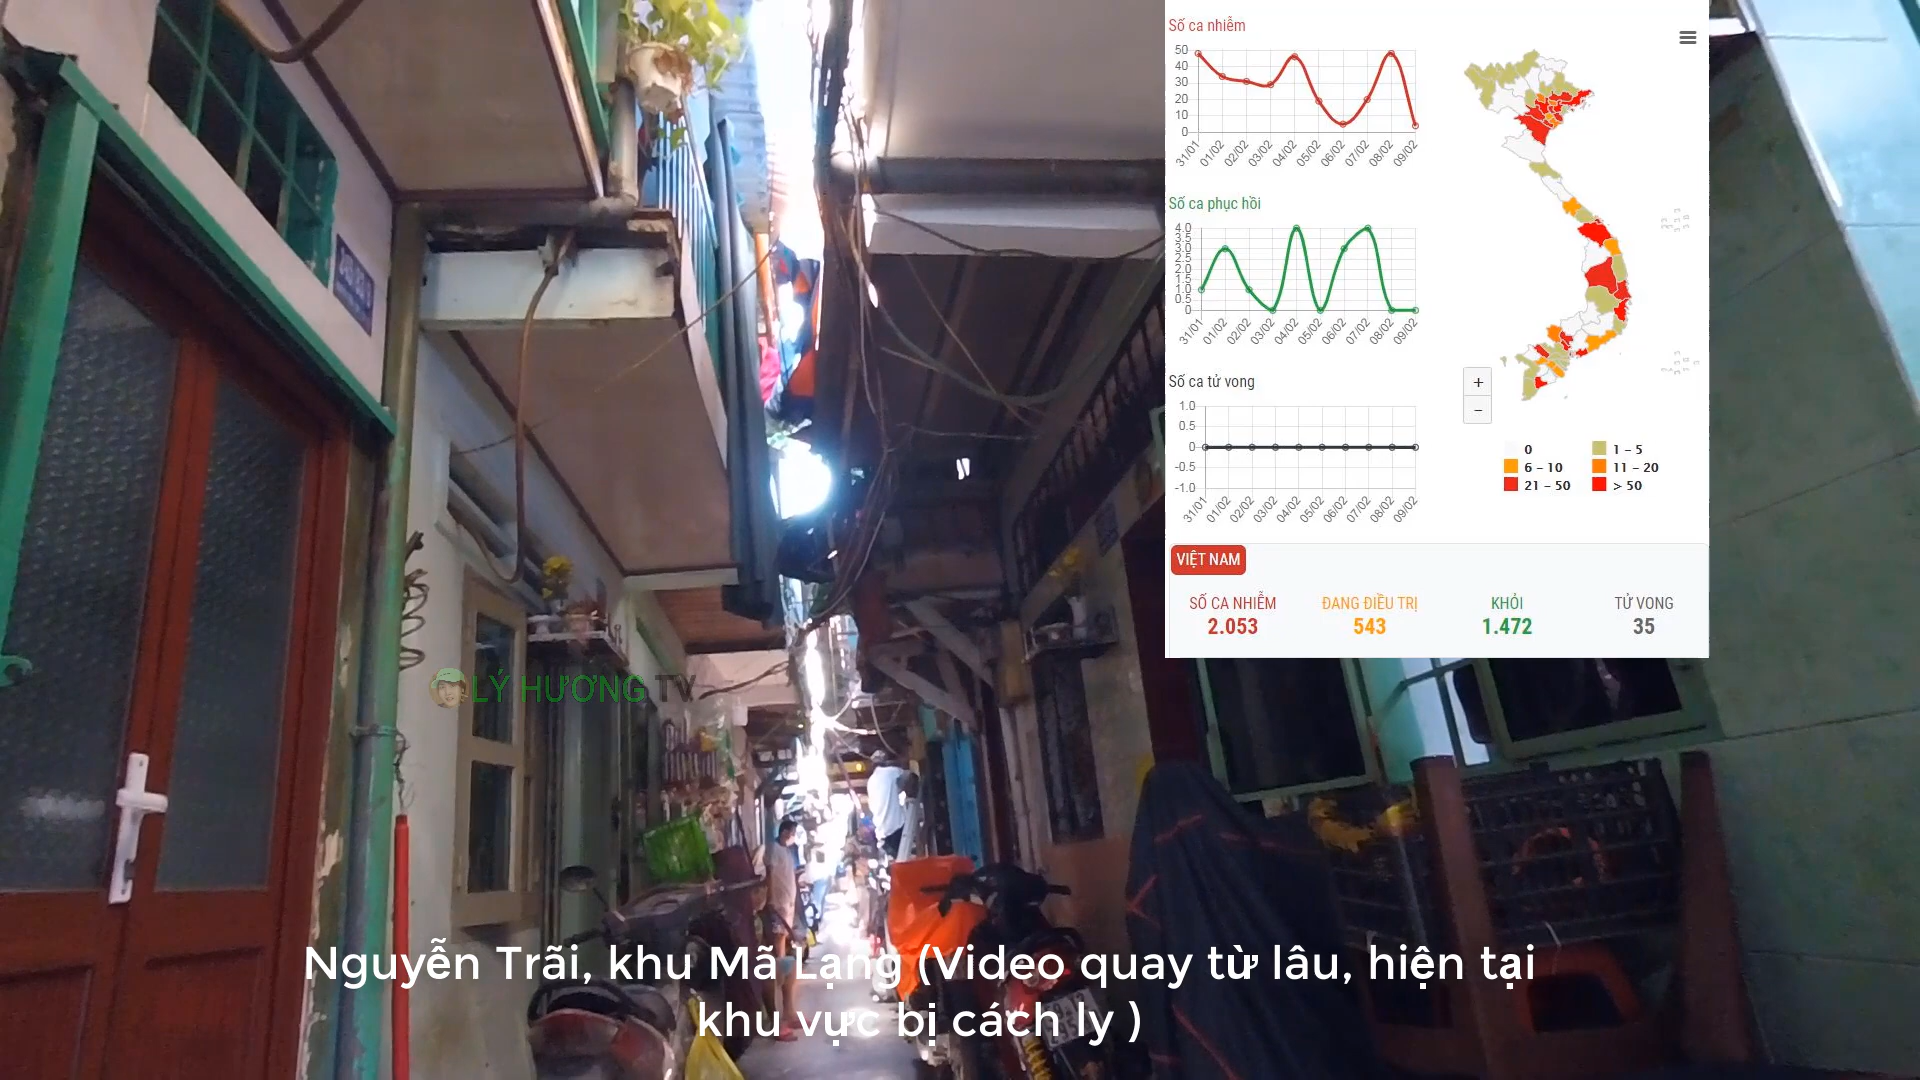 Số ca nhiễm
50
40
30
20
10
0
31/01 01/02 02/02 03/02 04/02 05/02 06/02 07/02 08/02 09/02
Số ca phục hồi
4.0
3.5
3.0
2.5
2.0
1.5
1.0
0.5
0
31/01 01/02 02/02 03/02 04/02 05/02 06/02 07/02 08/02 09/02
Số ca tử vong
1.0
0.5
0
-0.5
-1.0
31/01 01/02 02/02 03/02 04/02 05/02 06/02 07/02 08/02 09/02
+
−
0 1 – 5
6 – 10 11 – 20
21 – 50 > 50
VIỆT NAM
SỐ CA NHIỄM ĐANG ĐIỀU TRỊ KHỎI TỬ VONG
2.053 543 1.472 35
LÝ HƯƠNG TV
Nguyễn Trãi, khu Mã Lạng (Video quay từ lâu, hiện tại
khu vực bị cách ly )